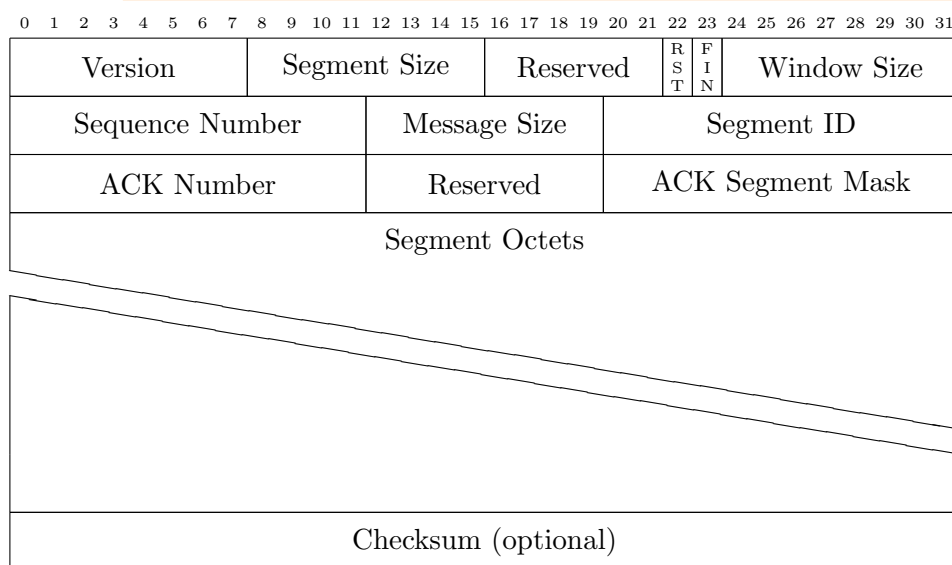 0 1 2 3 4 5 6 7 8 9 10 11 12 13 14 15 16 17 18 19 20 21 22 23 24 25 26 27 28 29 30 31
Version Segment Size Reserved RST FIN Window Size
Sequence Number Message Size Segment ID
ACK Number Reserved ACK Segment Mask
Segment Octets
Checksum (optional)